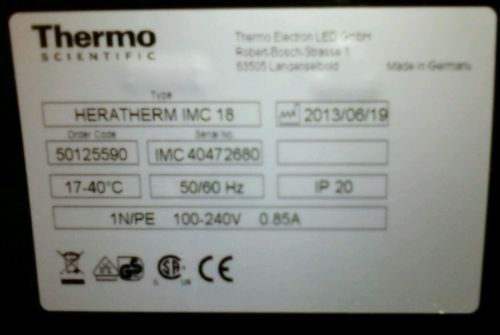 Thermo
SCIENTIFIC
Thermo Electron LED GmbH
Robert-Bosch-Strasse 1
63505 Langenselbold
Made in Germany
Type
HERATHERM IMC 18
2013/06/19
Order Code
Serial No.
50125590
IMC 40472680
17-40°C
50/60 Hz
IP 20
1N/PE 100-240V 0.85A
CE